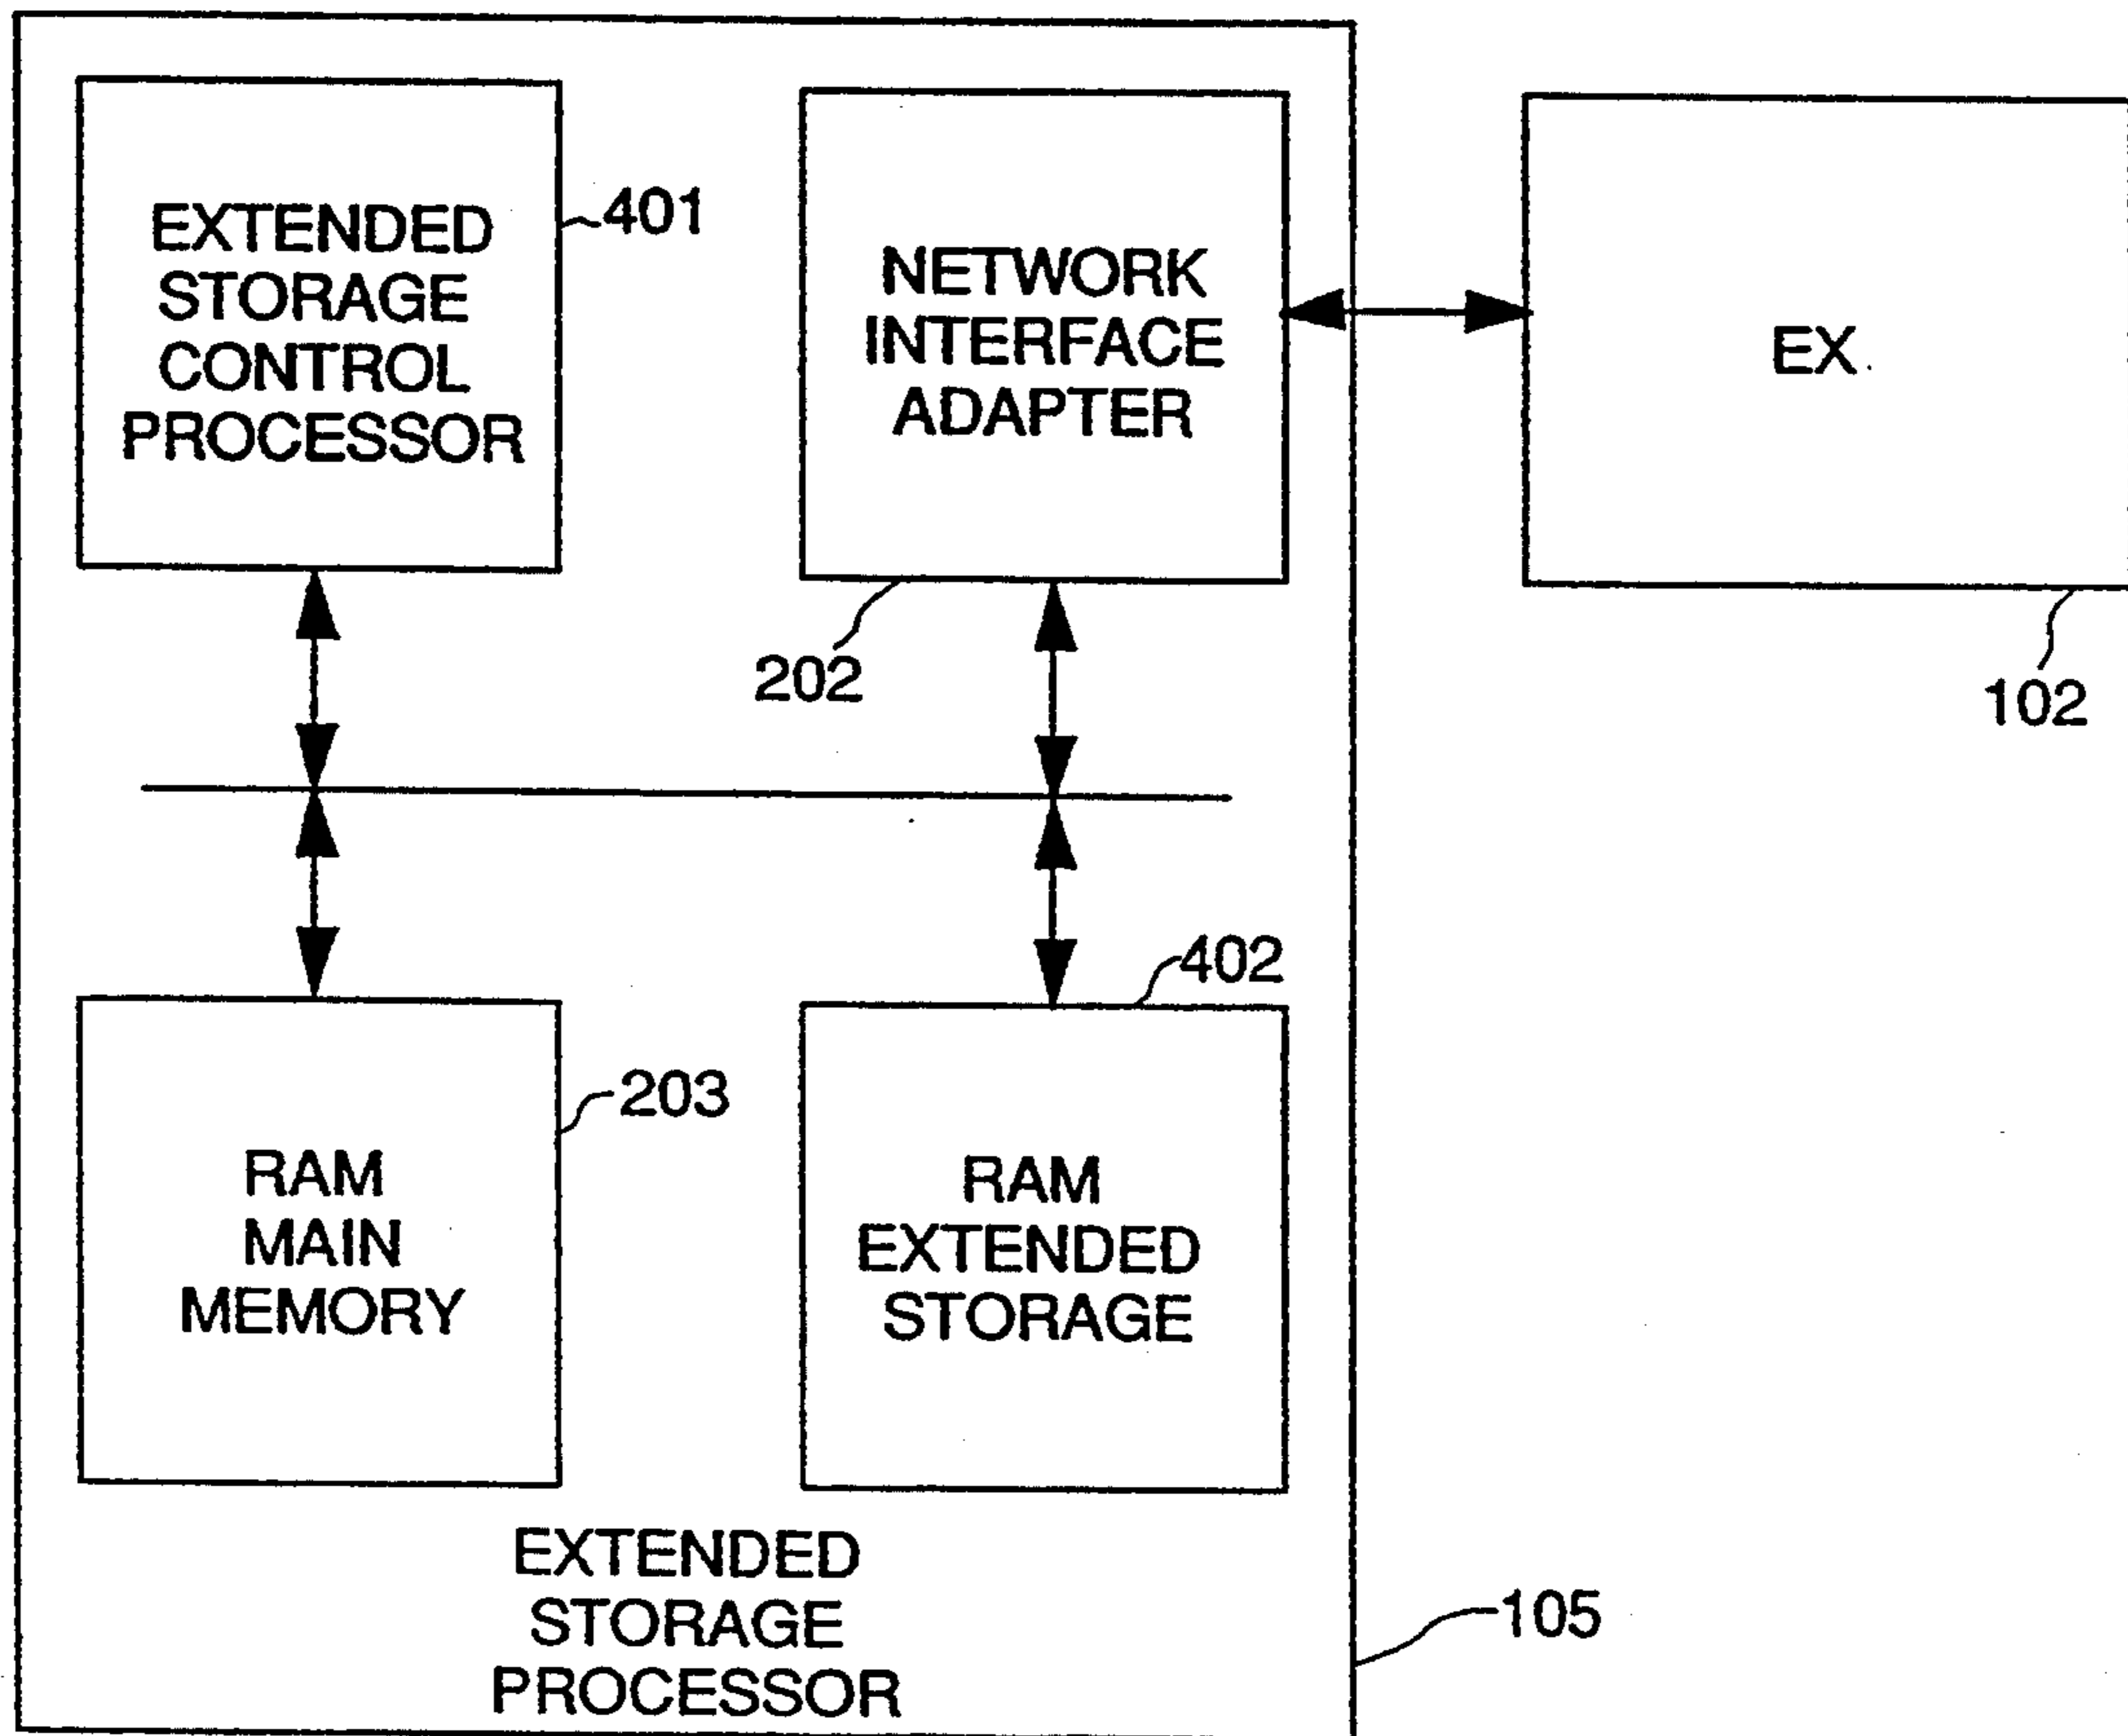 EXTENDED
STORAGE
CONTROL
PROCESSOR
401
NETWORK
INTERFACE
ADAPTER
202
EX.
102
RAM
MAIN
MEMORY
203
RAM
EXTENDED
STORAGE
402
EXTENDED
STORAGE
PROCESSOR
105